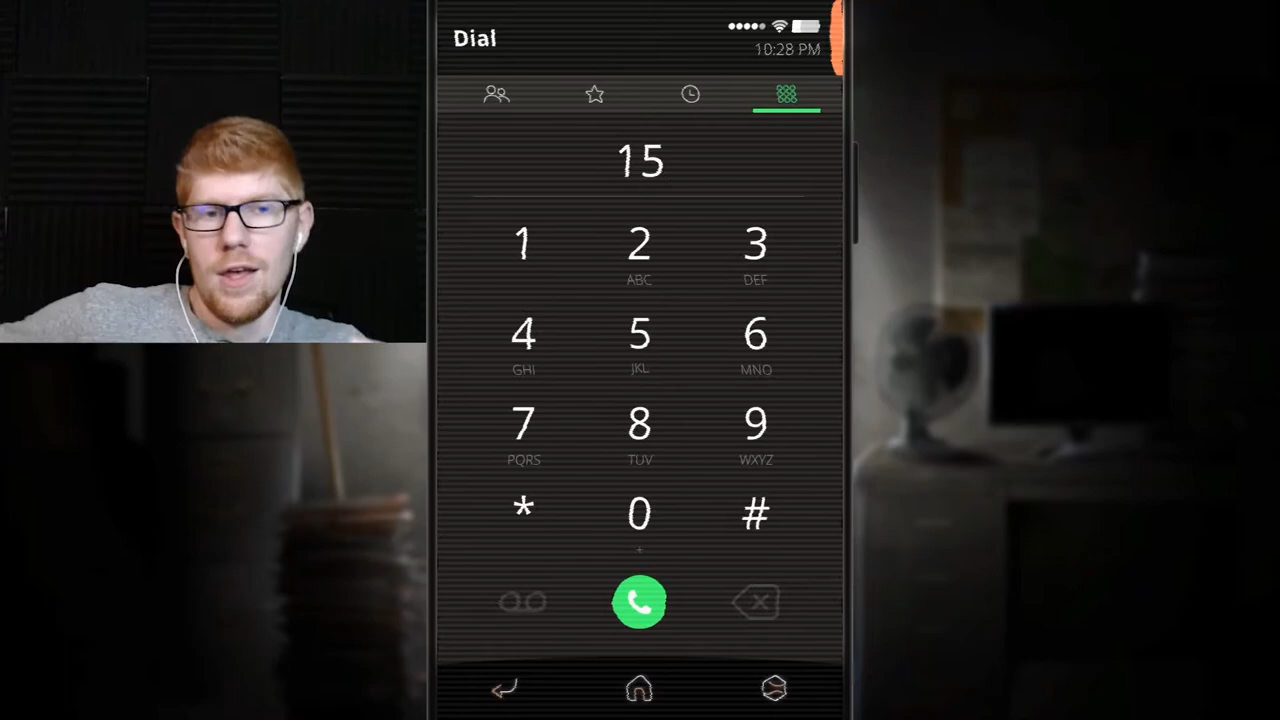 Dial
10:28 PM
15
1 2 3
ABC DEF
4 5 6
GHI JKL MNO
7 8 9
PQRS TUV WXYZ
* 0 #
+